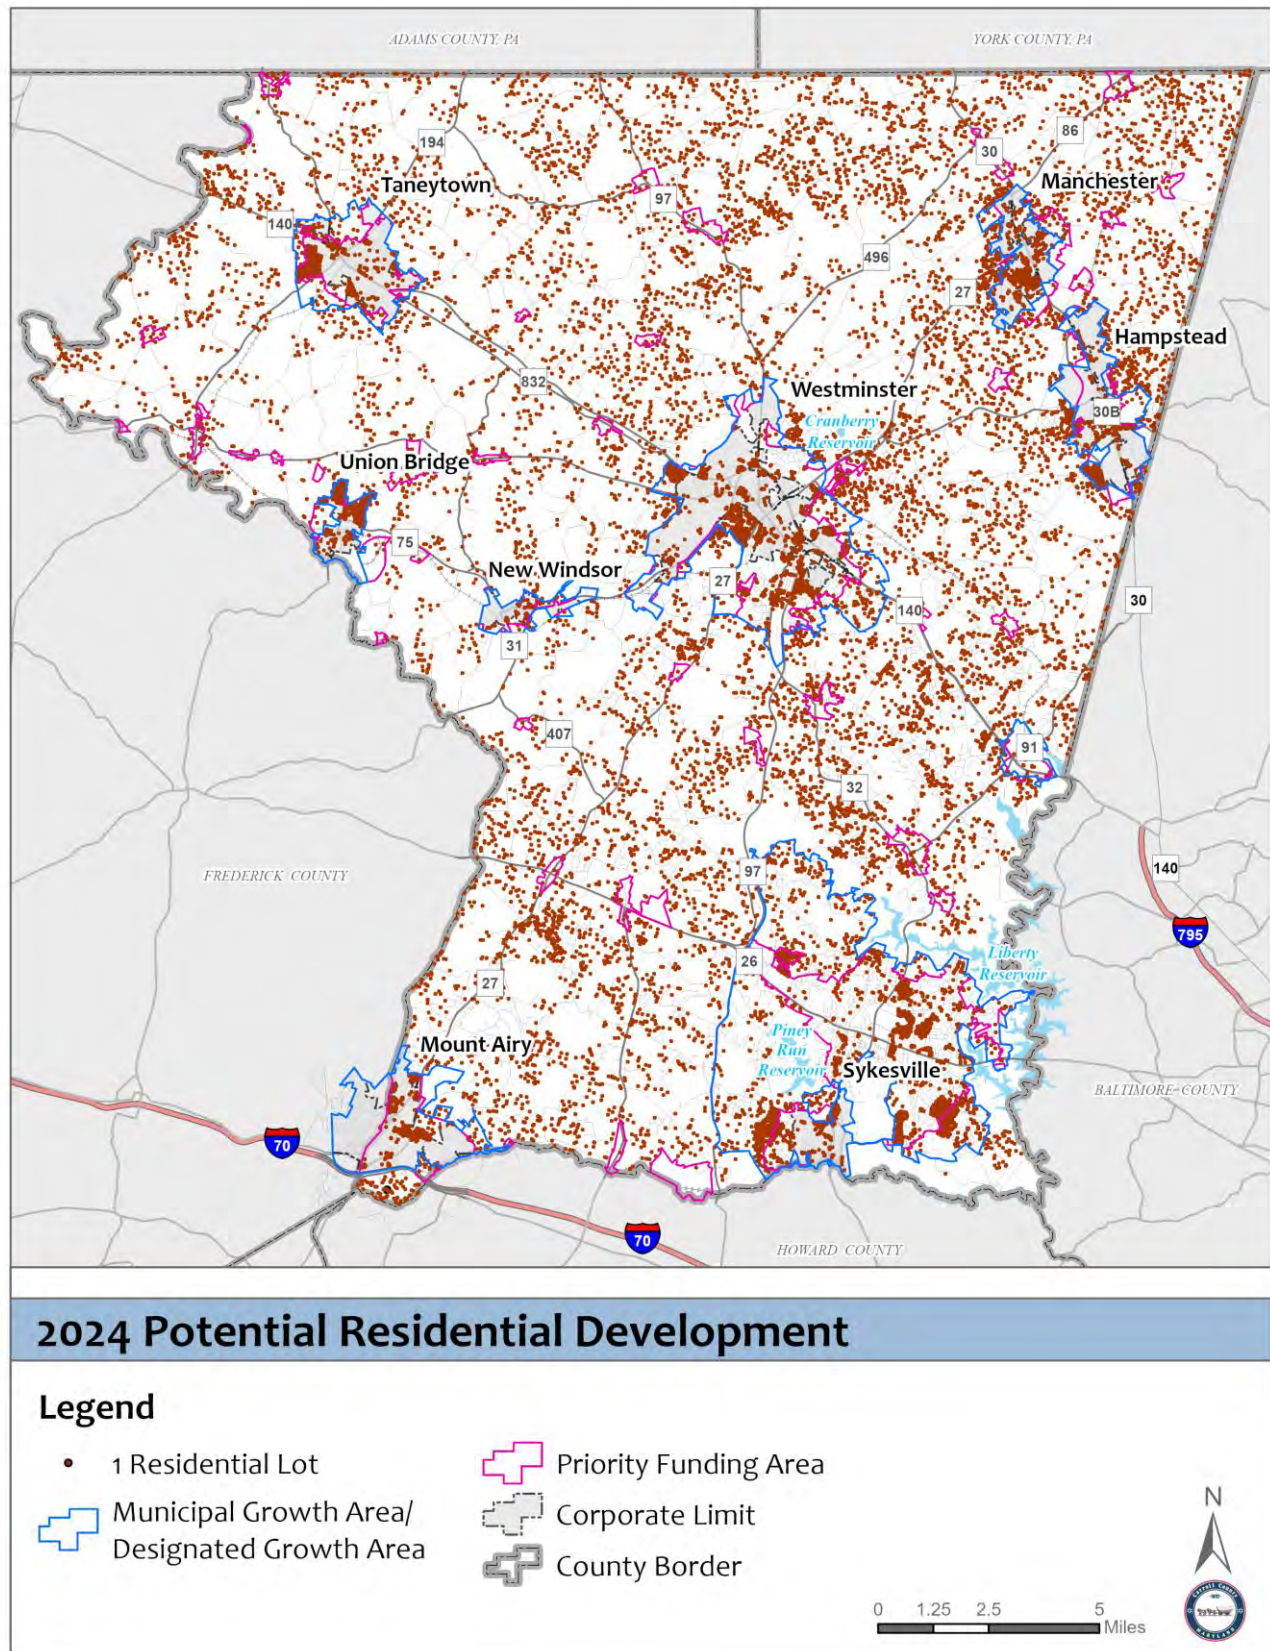 ADAMS COUNTY, PA
YORK COUNTY, PA
86
194
30
Taneytown
Manchester
97
140
496
27
Hampstead
832
Westminster
30B
Cranberry
Reservoir
Union Bridge
75
New Windsor
27
30
140
31
407
91
32
97
140
FREDERICK COUNTY
795
26
Liberty
Reservoir
27
Piney
Run
Reservoir
Mount Airy
Sykesville
BALTIMORE COUNTY
70
70
HOWARD COUNTY
2024 Potential Residential Development
Legend
1 Residential Lot
Municipal Growth Area/
Designated Growth Area
Priority Funding Area
Corporate Limit
County Border
N
0 1.25 2.5 5
Miles
Carroll County
MARYLAND